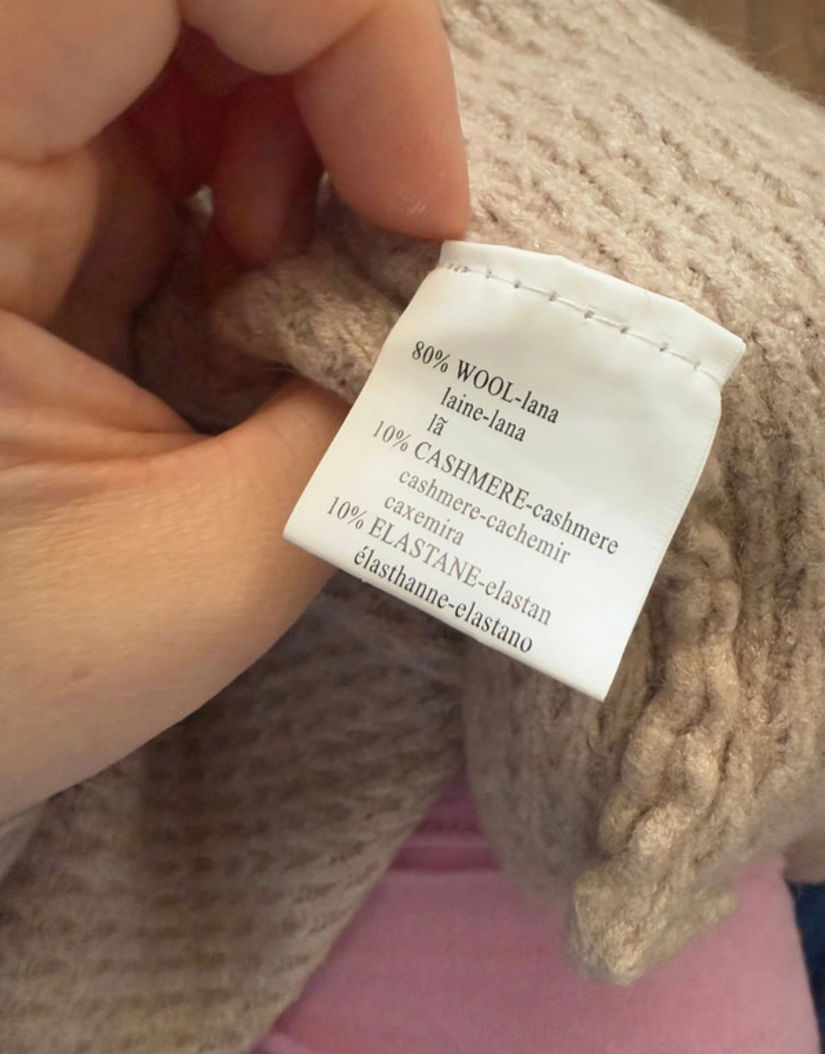 80% WOOL-lana
laine-lana
lã
10% CASHMERE-cashmere
cashmere-cachemir
caxemira
10% ELASTANE-elastan
élasthanne-elastano